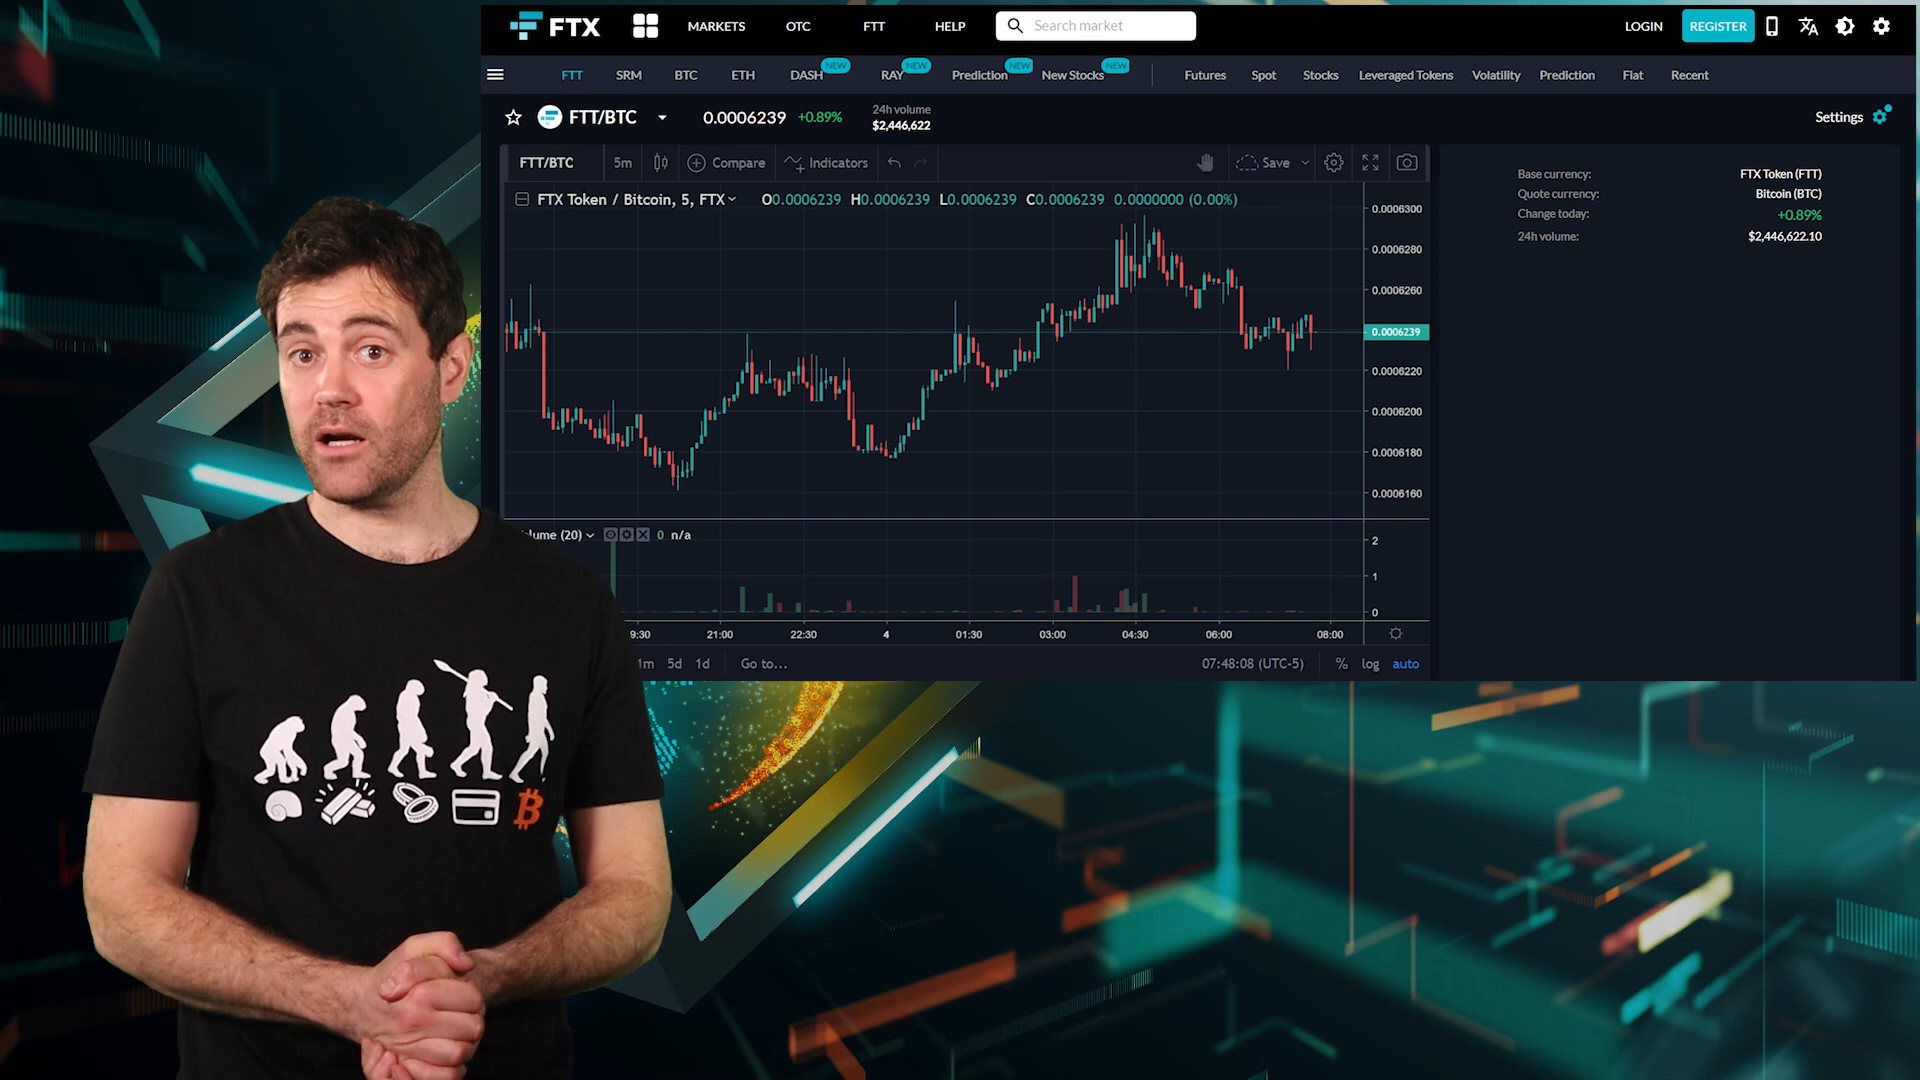 FTX MARKETS OTC FTT HELP Search market LOGIN REGISTER
FTT SRM BTC ETH DASH NEW RAY NEW Prediction NEW New Stocks NEW Futures Spot Stocks Leveraged Tokens Volatility Prediction Fiat Recent
FTT/BTC 0.0006239 +0.89% 24h volume
$2,446,622
Settings
FTT/BTC 5m Compare Indicators Save
FTX Token / Bitcoin, 5, FTX O0.0006239 H0.0006239 L0.0006239 C0.0006239 0.0000000 (0.00%)
Base currency: FTX Token (FTT)
Quote currency: Bitcoin (BTC)
Change today: +0.89%
24h volume: $2,446,622.10
0.0006300
0.0006280
0.0006260
0.0006239
0.0006220
0.0006200
0.0006180
0.0006160
lume (20) 0 n/a
2
1
0
9:30 21:00 22:30 4 01:30 03:00 04:30 06:00 08:00
1m 5d 1d Go to... 07:48:08 (UTC-5) % log auto